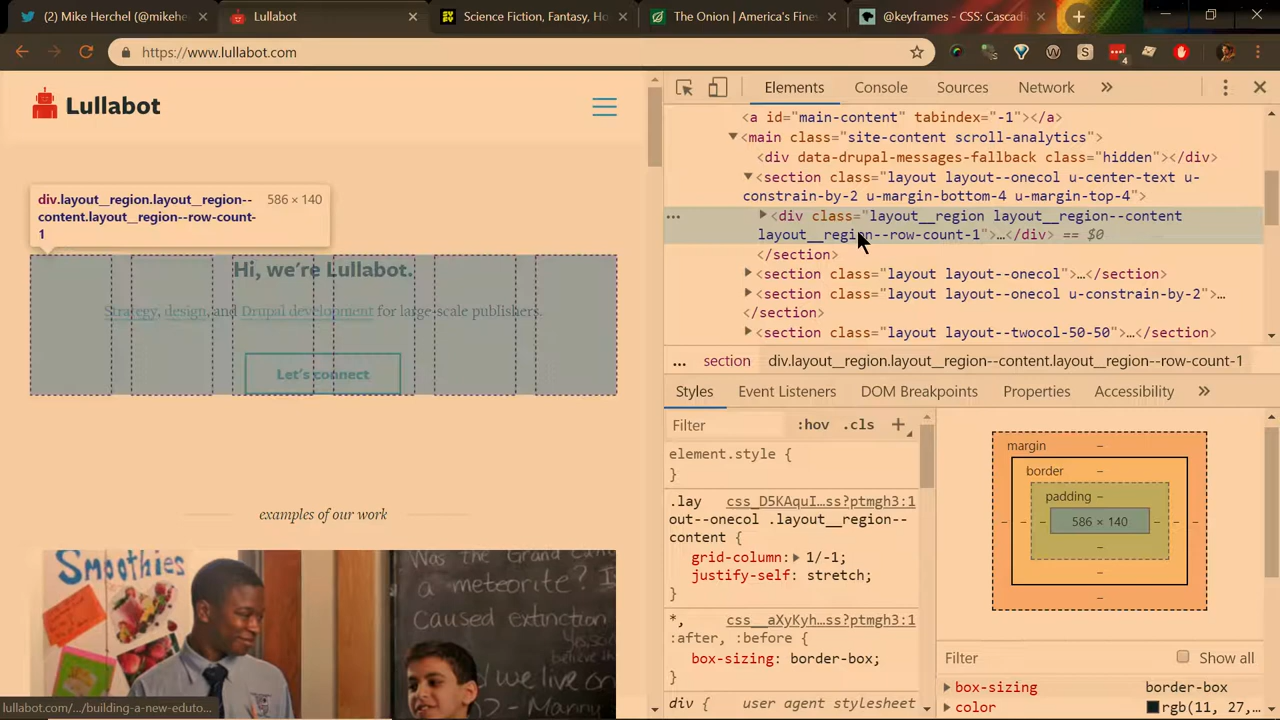 (2) Mike Herchel (@mikehe
Lullabot
Science Fiction, Fantasy, Ho
The Onion | America's Fines
@keyframes - CSS: Cascadi
https://www.lullabot.com
4
Lullabot
div.layout__region.layout__region-- 586 × 140
content.layout__region--row-count-
1
Hi, we're Lullabot.
Strategy, design, and Drupal development for large-scale publishers.
Let's connect
examples of our work
Smoothies
Was the Grand
a meteorite?
caused extinction
we live on
lullabot.com/.../building-a-new-eduto...
Elements Console Sources Network »
<a id="main-content" tabindex="-1"></a>
<main class="site-content scroll-analytics">
<div data-drupal-messages-fallback class="hidden"></div>
<section class="layout layout--onecol u-center-text u-
constrain-by-2 u-margin-bottom-4 u-margin-top-4">
<div class="layout__region layout__region--content
layout__region--row-count-1">…</div> == $0
</section>
<section class="layout layout--onecol">…</section>
<section class="layout layout--onecol u-constrain-by-2">…
</section>
<section class="layout layout--twocol-50-50">…</section>
... section div.layout__region.layout__region--content.layout__region--row-count-1
Styles Event Listeners DOM Breakpoints Properties Accessibility »
Filter :hov .cls +
element.style {
}
.lay css_D5KAquI…ss?ptmgh3:1
out--onecol .layout__region--
content {
grid-column: 1/-1;
justify-self: stretch;
}
*, css__aXyKyh…ss?ptmgh3:1
:after, :before {
box-sizing: border-box;
}
div { user agent stylesheet
margin –
border –
padding –
– – – 586 × 140 – – –
–
–
–
Filter Show all
box-sizing border-box
color rgb(11, 27,…